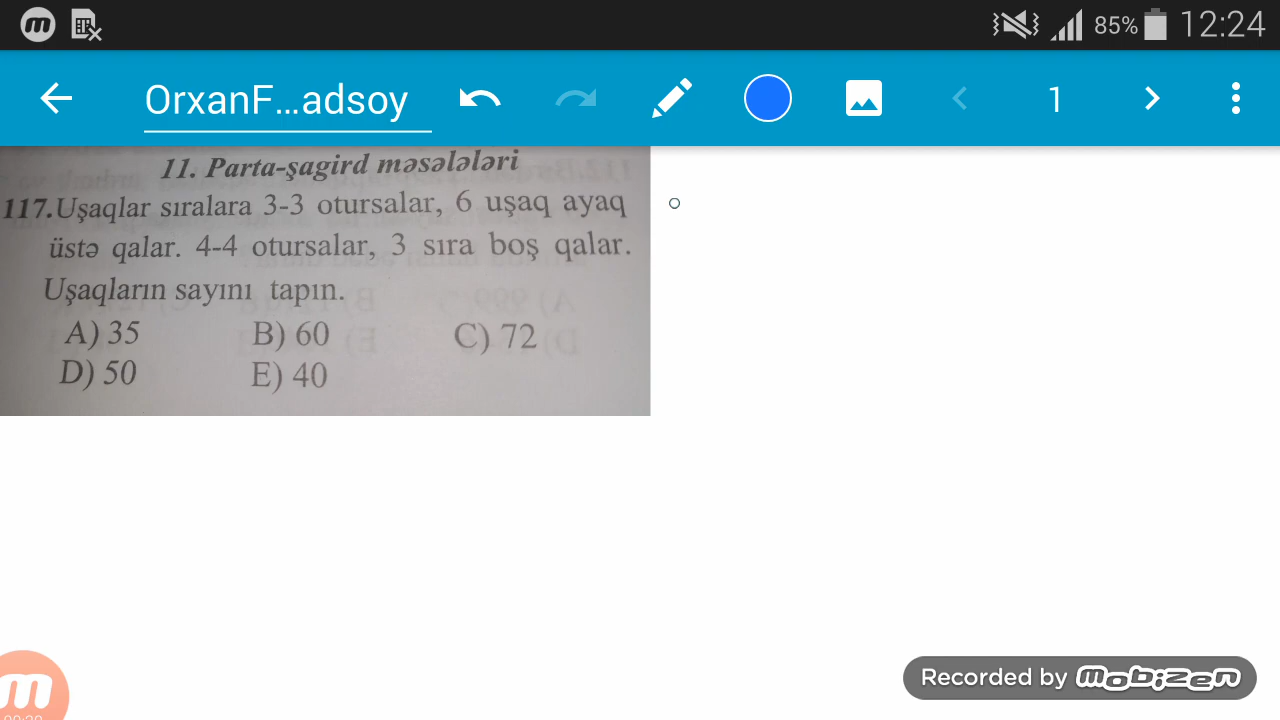 85% 12:24
OrxanF...adsoy 1
11. Parta-şagird məsələləri
117.Uşaqlar sıralara 3-3 otursalar, 6 uşaq ayaq
üstə qalar. 4-4 otursalar, 3 sıra boş qalar.
Uşaqların sayını tapın.
A) 35 B) 60 C) 72
D) 50 E) 40
Recorded by mobizen